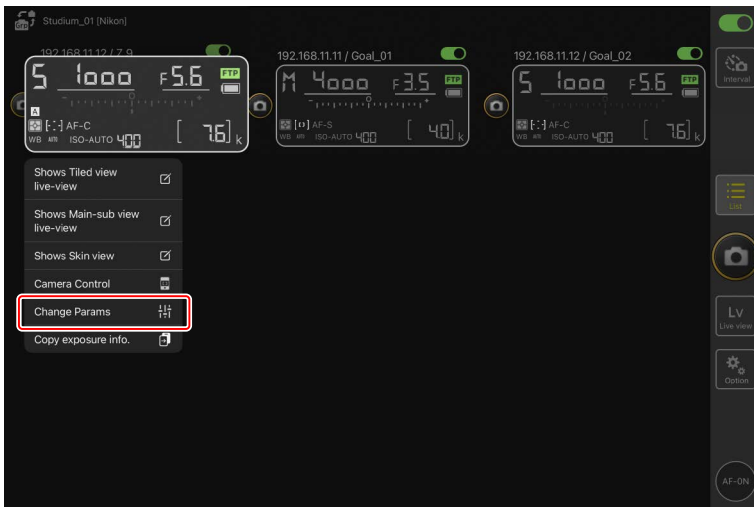 GRP
Studium_01 [Nikon]
192.168.11.12 / Z 9
192.168.11.11 / Goal_01
192.168.11.12 / Goal_02
S 1000 F5.6 FTP
A
AF-C
WB ISO-AUTO 400 [7.6] k
M 4000 F3.5 FTP
AF-S
WB ISO-AUTO 400 [40] k
S 1000 F5.6 FTP
AF-C
WB ISO-AUTO 400 [7.6] k
Shows Tiled view
live-view
Shows Main-sub view
live-view
Shows Skin view
Camera Control
Change Params
Copy exposure info.
Interval
List
Lv
Live view
Option
AF-ON